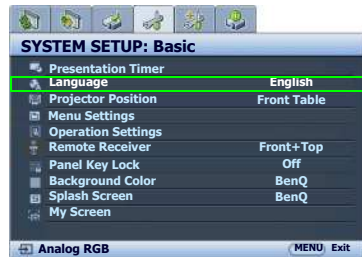 SYSTEM SETUP: Basic
Presentation Timer
Language English
Projector Position Front Table
Menu Settings
Operation Settings
Remote Receiver Front+Top
Panel Key Lock Off
Background Color BenQ
Splash Screen BenQ
My Screen
Analog RGB MENU Exit